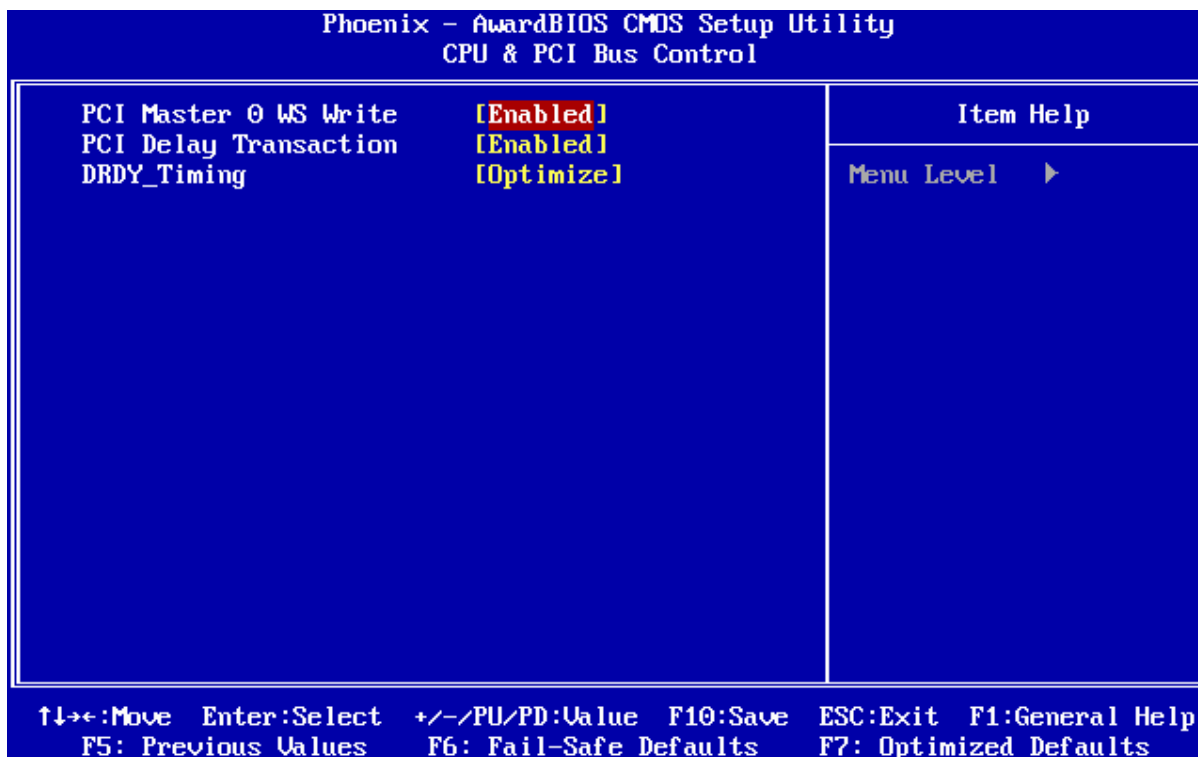 Phoenix - AwardBIOS CMOS Setup Utility
CPU & PCI Bus Control
PCI Master 0 WS Write [Enabled]
PCI Delay Transaction [Enabled]
DRDY_Timing [Optimize]
Item Help
Menu Level ▶
↑↓→←:Move Enter:Select +/-/PU/PD:Value F10:Save ESC:Exit F1:General Help
F5: Previous Values F6: Fail-Safe Defaults F7: Optimized Defaults